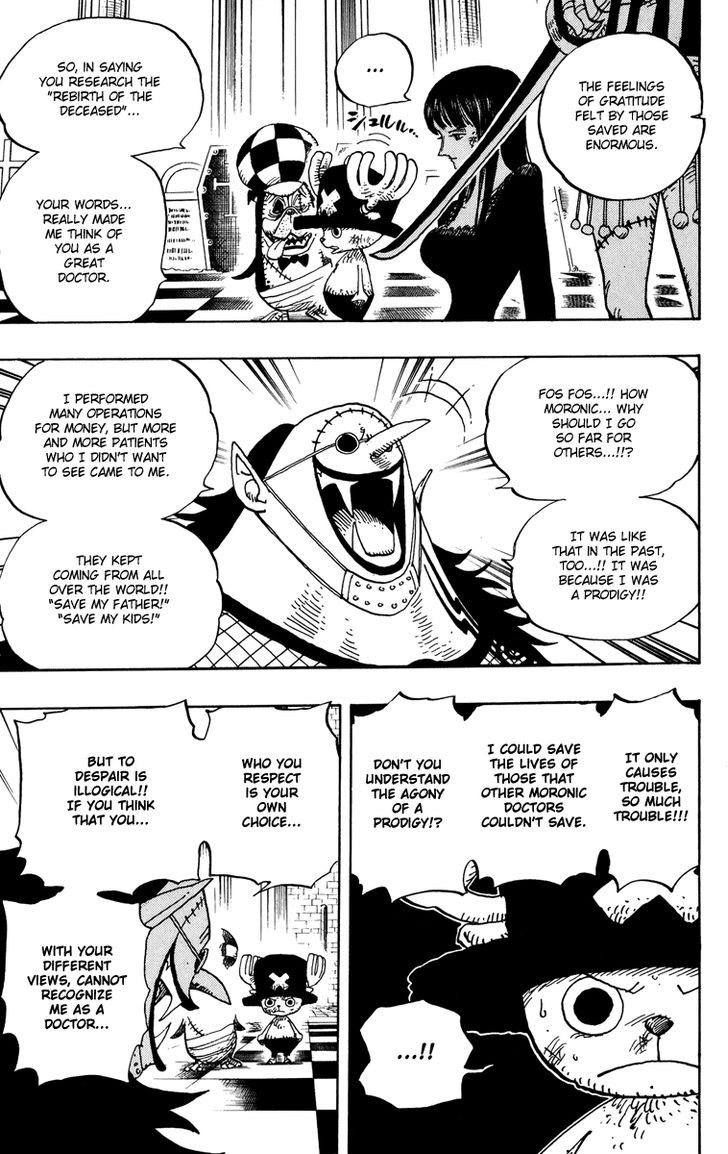 THE FEELINGS
OF GRATITUDE
FELT BY THOSE
SAVED ARE
ENORMOUS.
...
SO, IN SAYING
YOU RESEARCH THE
"REBIRTH OF THE
DECEASED"...
YOUR WORDS...
REALLY MADE
ME THINK OF
YOU AS A
GREAT
DOCTOR.
FOS FOS...!! HOW
MORONIC... WHY
SHOULD I GO
SO FAR FOR
OTHERS...!!?
IT WAS LIKE
THAT IN THE PAST,
TOO...!! IT WAS
BECAUSE I WAS
A PRODIGY!!
I PERFORMED
MANY OPERATIONS
FOR MONEY, BUT MORE
AND MORE PATIENTS
WHO I DIDN'T WANT
TO SEE CAME TO ME.
THEY KEPT
COMING FROM ALL
OVER THE WORLD!!
"SAVE MY FATHER!"
"SAVE MY KIDS!"
IT ONLY
CAUSES
TROUBLE,
SO MUCH
TROUBLE!!!
I COULD SAVE
THE LIVES OF
THOSE THAT
OTHER MORONIC
DOCTORS
COULDN'T SAVE.
DON'T YOU
UNDERSTAND
THE AGONY
OF A
PRODIGY!?
...!!
WHO YOU
RESPECT
IS YOUR
OWN
CHOICE...
BUT TO
DESPAIR IS
ILLOGICAL!!
IF YOU THINK
THAT YOU...
WITH YOUR
DIFFERENT
VIEWS, CANNOT
RECOGNIZE
ME AS A
DOCTOR...